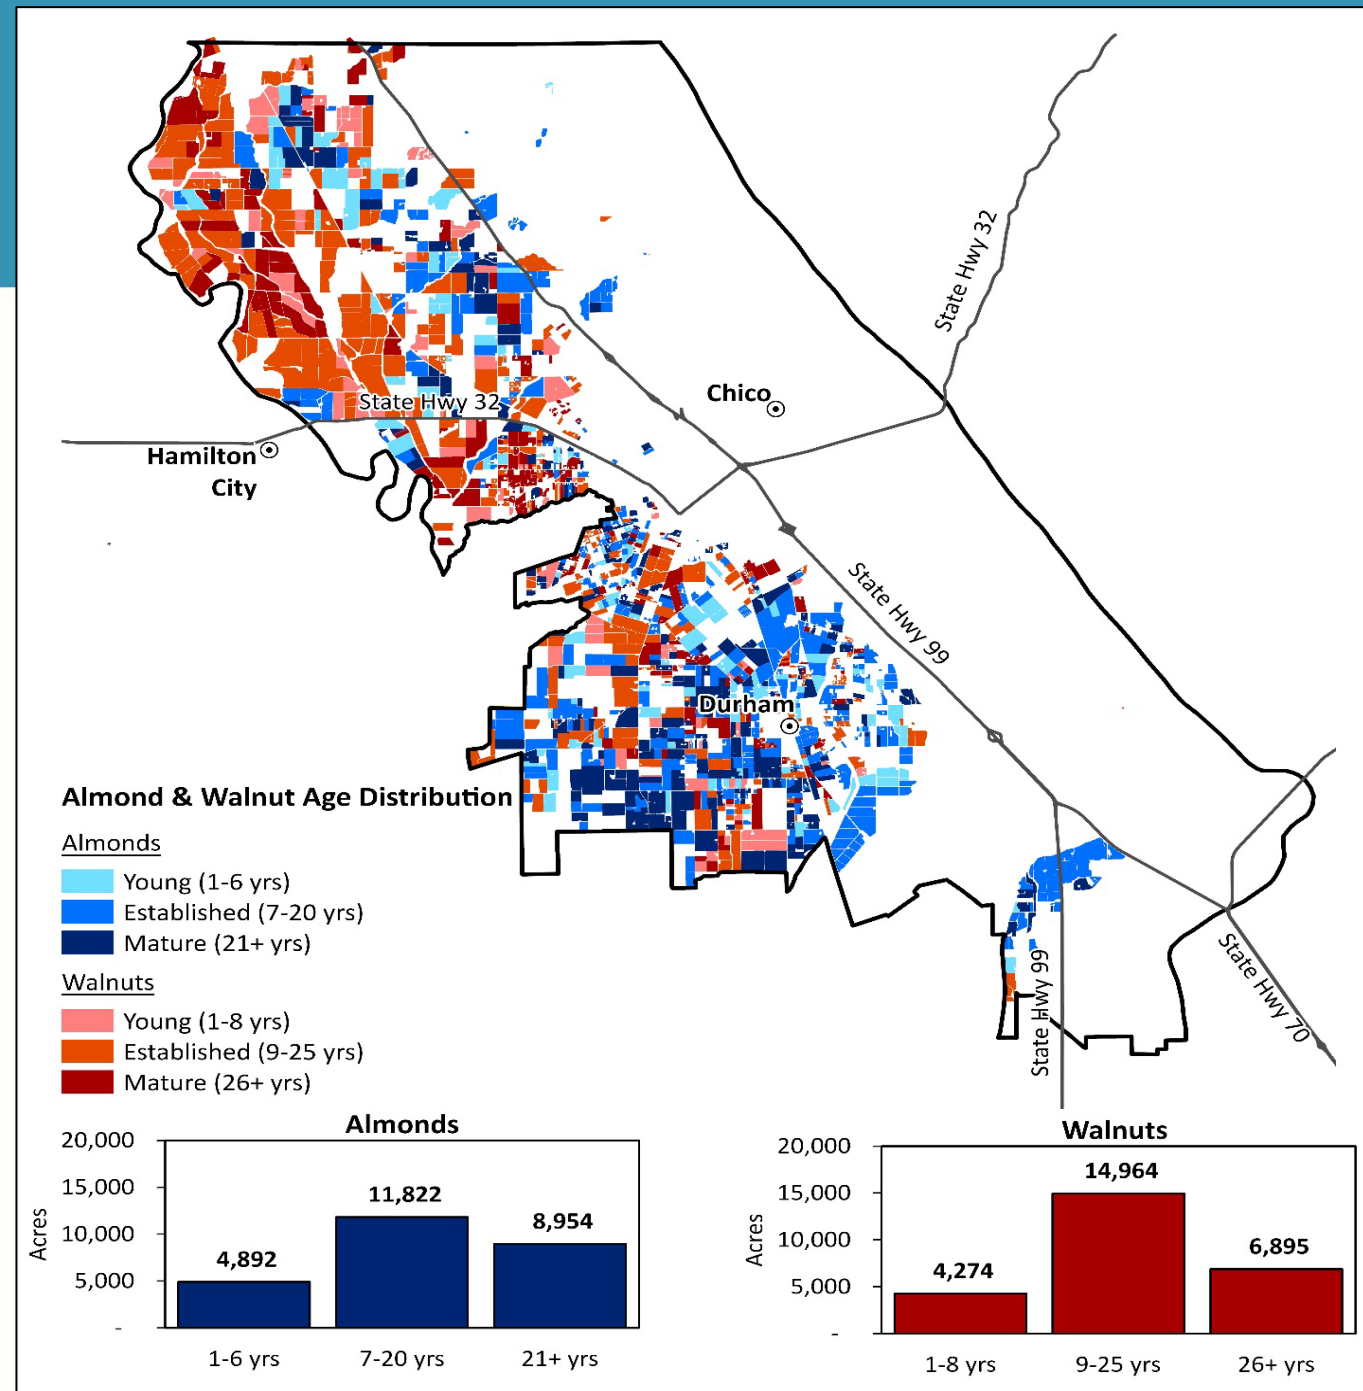 State Hwy 32
Chico
State Hwy 32
Hamilton
City
State Hwy 99
Durham
Almond & Walnut Age Distribution
Almonds
Young (1-6 yrs)
Established (7-20 yrs)
Mature (21+ yrs)
Walnuts
Young (1-8 yrs)
Established (9-25 yrs)
Mature (26+ yrs)
State Hwy 99
State Hwy 70
Almonds
Acres
20,000
15,000
10,000
5,000
-
4,892
11,822
8,954
1-6 yrs
7-20 yrs
21+ yrs
Walnuts
Acres
20,000
15,000
10,000
5,000
-
4,274
14,964
6,895
1-8 yrs
9-25 yrs
26+ yrs